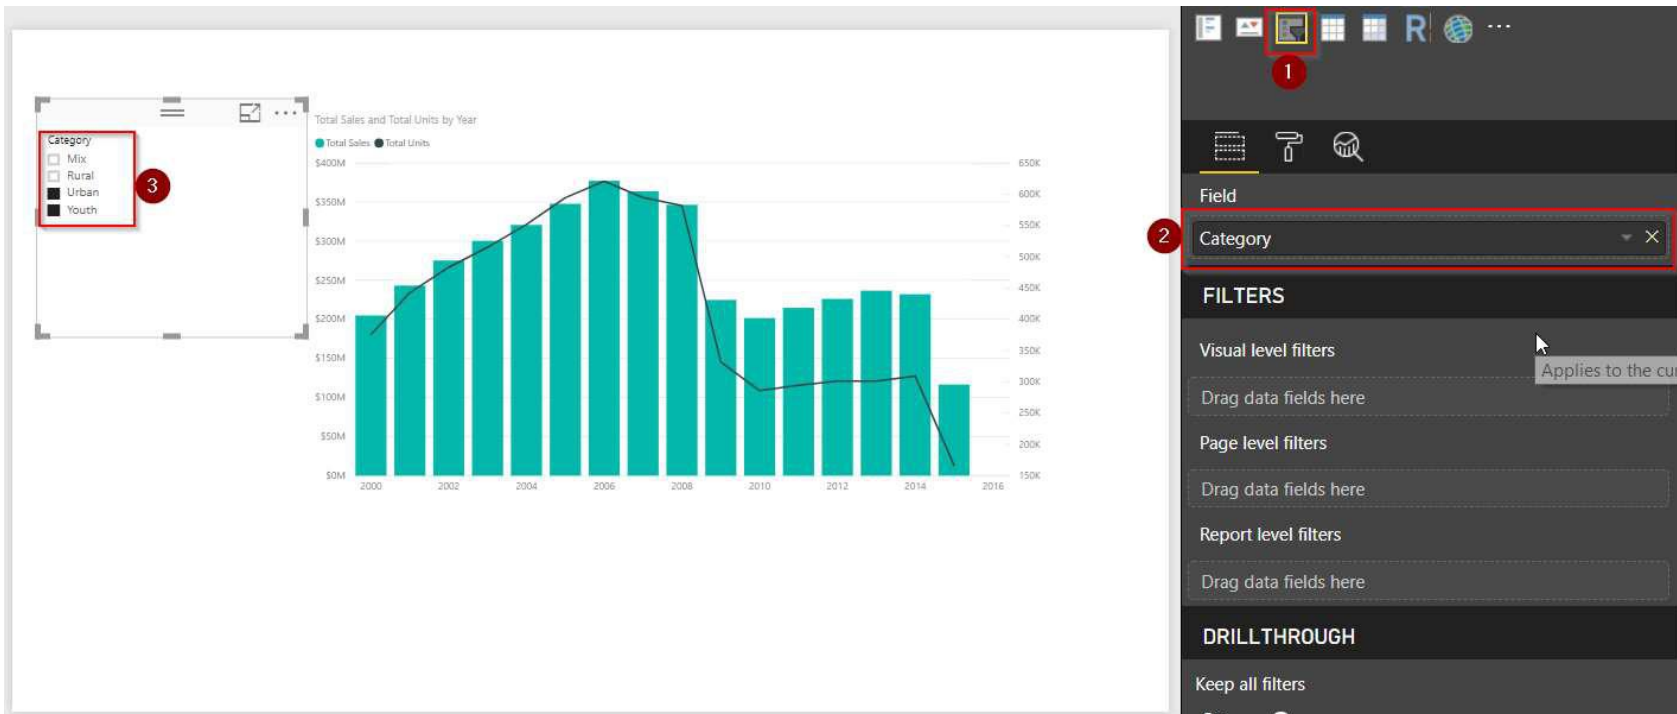 R
1
Category
Mix
Rural
Urban
Youth
3
Total Sales and Total Units by Year
Total Sales Total Units
$400M
$350M
$300M
$250M
$200M
$150M
$100M
$50M
$0M
650K
600K
550K
500K
450K
400K
350K
300K
250K
200K
150K
2000 2002 2004 2006 2008 2010 2012 2014 2016
Field
2
Category
FILTERS
Visual level filters
Applies to the cu
Drag data fields here
Page level filters
Drag data fields here
Report level filters
Drag data fields here
DRILLTHROUGH
Keep all filters